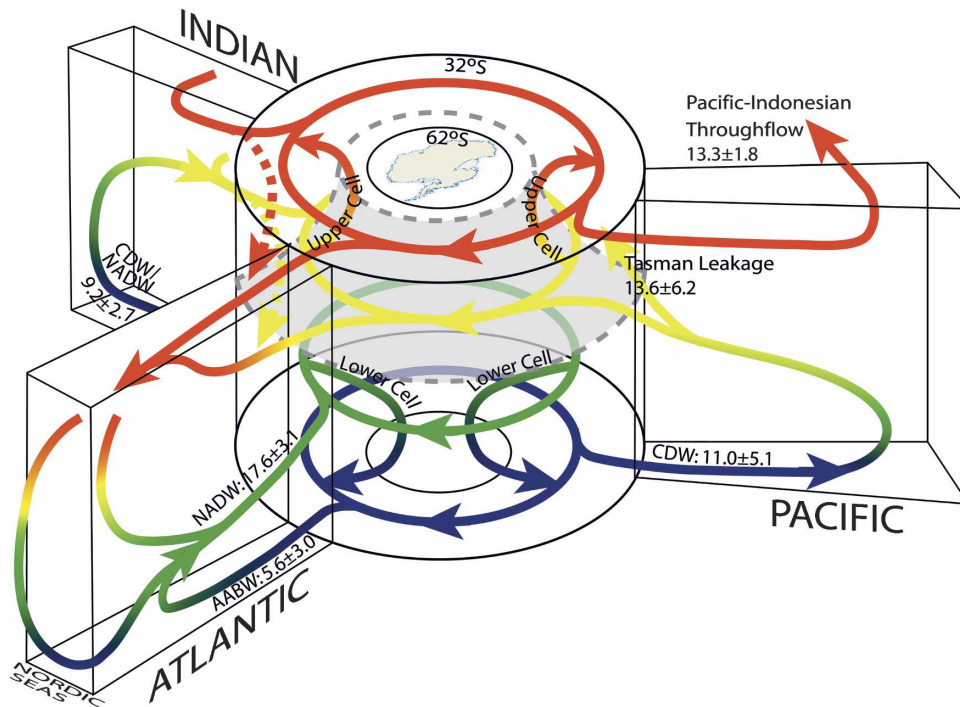 INDIAN
32ºS
62ºS
Pacific-Indonesian
Throughflow
13.3±1.8
Upper Cell
Upper Cell
Tasman Leakage
13.6±6.2
CDW/
NADW
9.2±2.7
Lower Cell
Lower Cell
NADW: 17.6±3.1
CDW: 11.0±5.1
PACIFIC
AABW: 5.6±3.0
ATLANTIC
NORDIC
SEAS